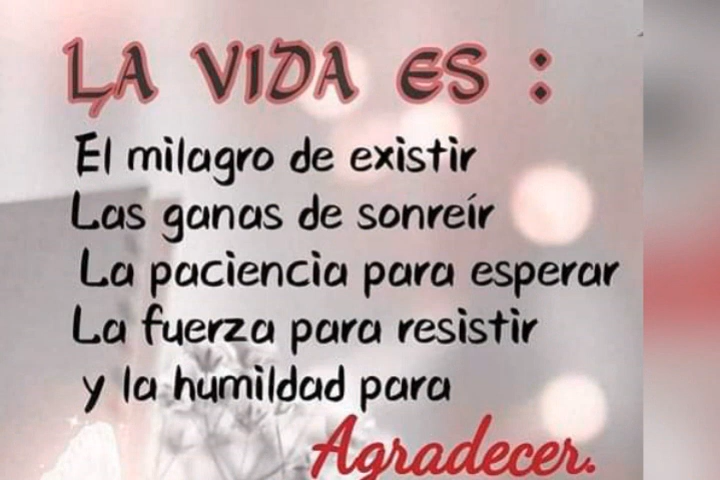 LA VIDA ES :
El milagro de existir
Las ganas de sonreír
La paciencia para esperar
La fuerza para resistir
y la humildad para
Agradecer.